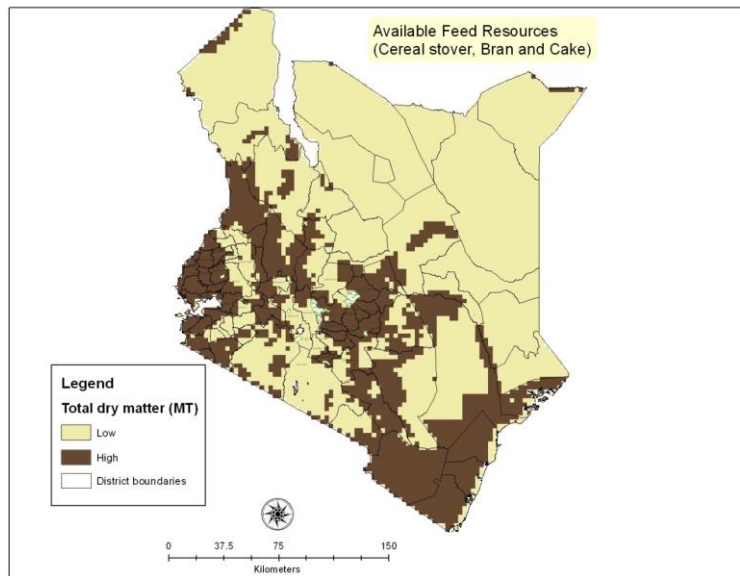 Available Feed Resources
(Cereal stover, Bran and Cake)
Legend
Total dry matter (MT)
Low
High
District boundaries
0 37.5 75 150
Kilometers